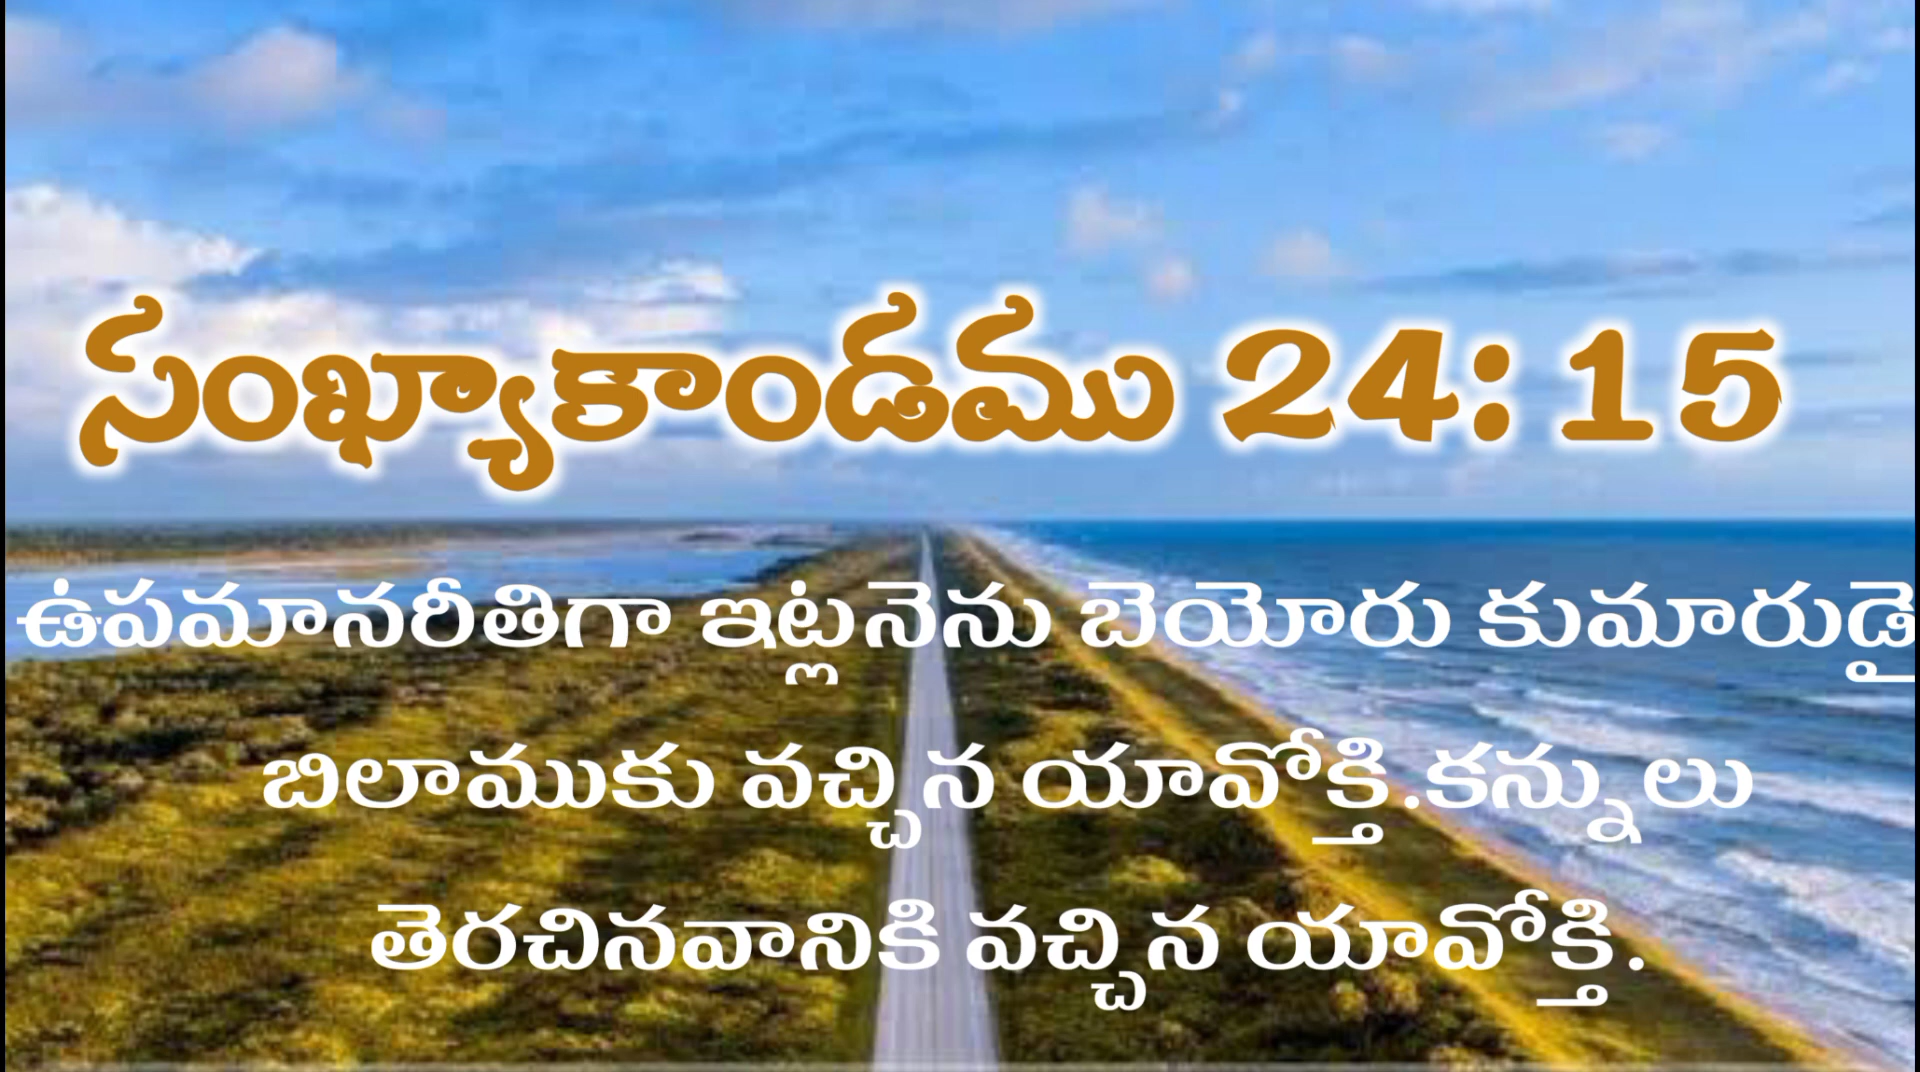 సంఖ్యాకాండము 24: 15
ఉపమానరీతిగా ఇట్లనెను బెయోరు కుమారుడై
బిలాముకు వచ్చిన యావోక్తి.కన్నులు
తెరచినవానికి వచ్చిన యావోక్తి.